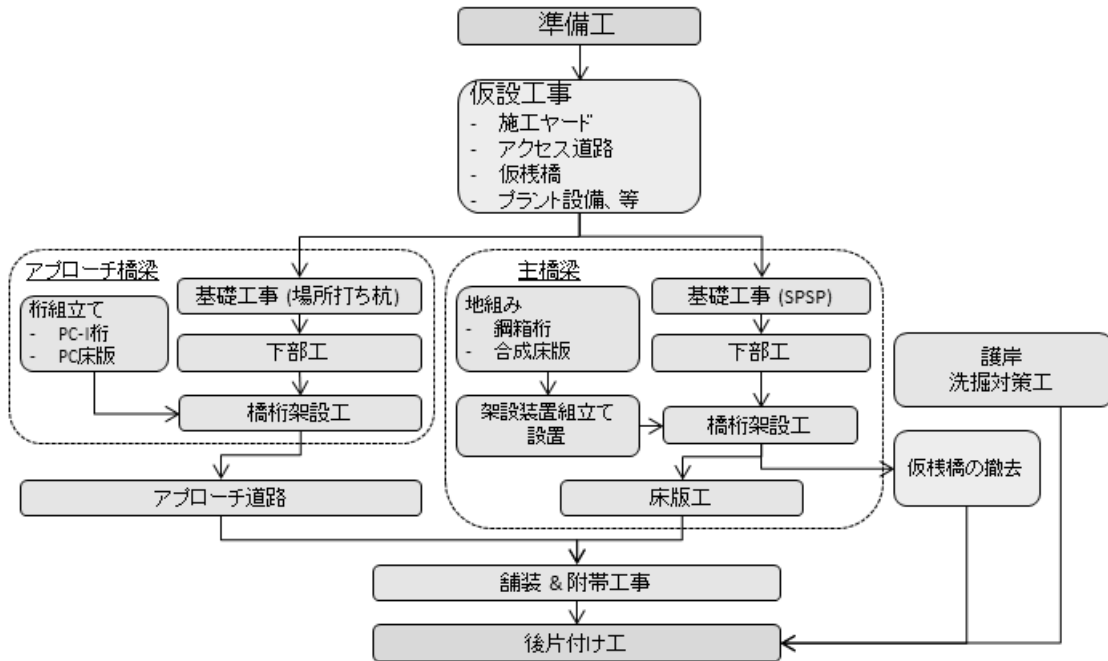 準備工
仮設工事
- 施工ヤード
- アクセス道路
- 仮桟橋
- プラント設備、等
アプローチ橋梁
桁組立て
- PC-I桁
- PC床版
基礎工事 (場所打ち杭)
下部工
橋桁架設工
アプローチ道路
主橋梁
地組み
- 鋼箱桁
- 合成床版
架設装置組立て
設置
基礎工事 (SPSP)
下部工
橋桁架設工
床版工
護岸
洗掘対策工
仮桟橋の撤去
舗装 & 附帯工事
後片付け工